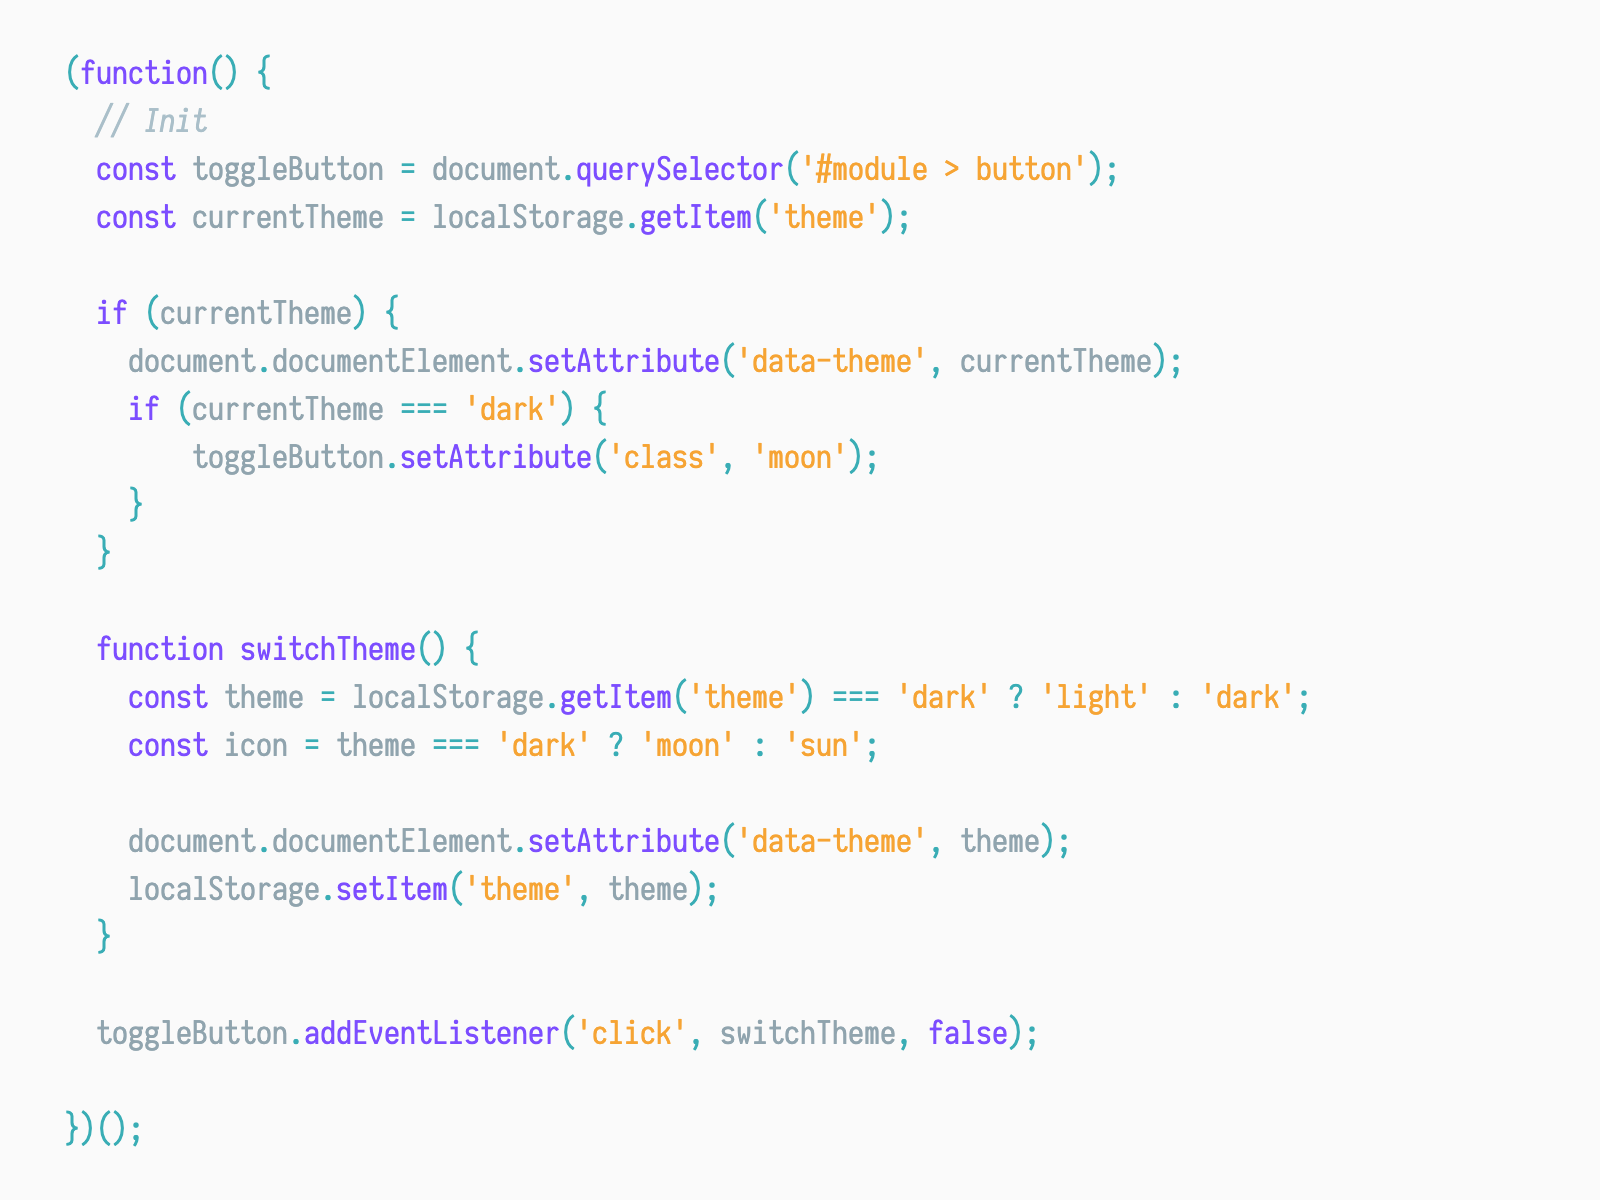 (function() {
  // Init
  const toggleButton = document.querySelector('#module > button');
  const currentTheme = localStorage.getItem('theme');

  if (currentTheme) {
    document.documentElement.setAttribute('data-theme', currentTheme);
    if (currentTheme === 'dark') {
        toggleButton.setAttribute('class', 'moon');
    }
  }

  function switchTheme() {
    const theme = localStorage.getItem('theme') === 'dark' ? 'light' : 'dark';
    const icon = theme === 'dark' ? 'moon' : 'sun';

    document.documentElement.setAttribute('data-theme', theme);
    localStorage.setItem('theme', theme);
  }

  toggleButton.addEventListener('click', switchTheme, false);

})();